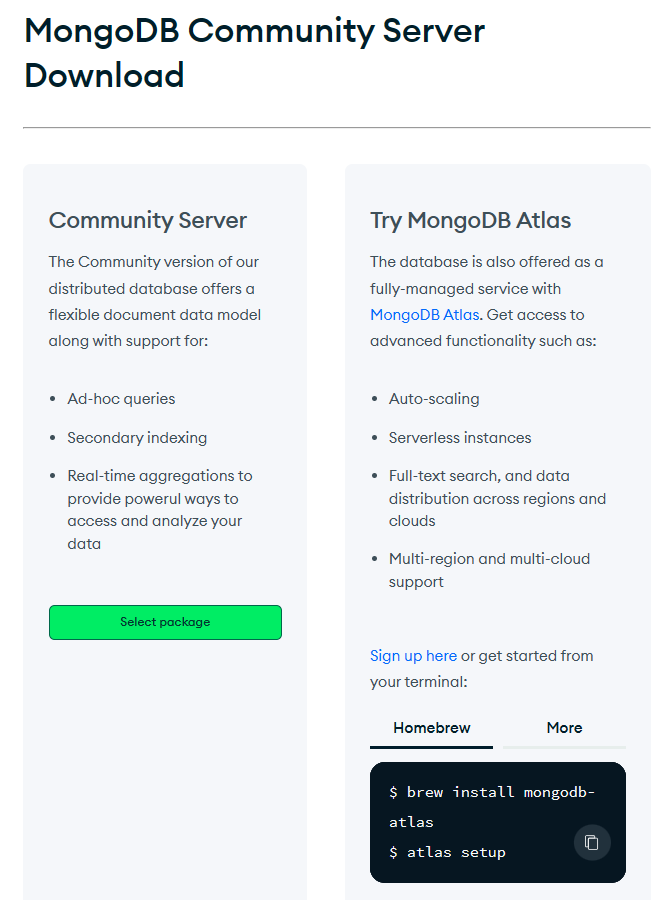 MongoDB Community Server
Download
Community Server
The Community version of our
distributed database offers a
flexible document data model
along with support for:
• Ad-hoc queries
• Secondary indexing
• Real-time aggregations to
provide powerul ways to
access and analyze your
data
Select package
Try MongoDB Atlas
The database is also offered as a
fully-managed service with
MongoDB Atlas. Get access to
advanced functionality such as:
• Auto-scaling
• Serverless instances
• Full-text search, and data
distribution across regions and
clouds
• Multi-region and multi-cloud
support
Sign up here or get started from
your terminal:
Homebrew More
$ brew install mongodb-
atlas
$ atlas setup